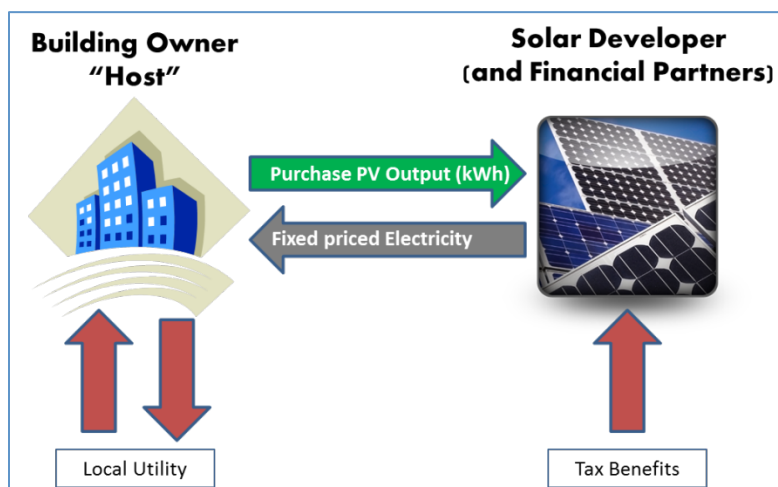 Building Owner
“Host”
Solar Developer
(and Financial Partners)
Purchase PV Output (kWh)
Fixed priced Electricity
Local Utility
Tax Benefits